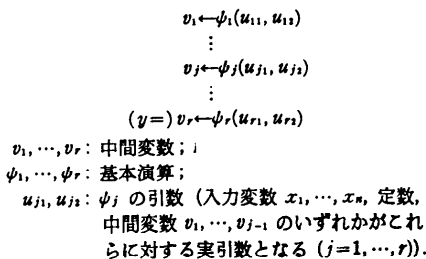 v₁←ψ₁(u₁₁, u₁₂)
⋮
vⱼ←ψⱼ(uⱼ₁, uⱼ₂)
⋮
(y=) vᵣ←ψᵣ(uᵣ₁, uᵣ₂)
v₁, ⋯, vᵣ: 中間変数;
ψ₁, ⋯, ψᵣ: 基本演算;
uⱼ₁, uⱼ₂: ψⱼ の引数 (入力変数 x₁, ⋯, xₙ, 定数,
中間変数 v₁, ⋯, vⱼ₋₁ のいずれかがこれ
らに対する実引数となる (j=1, ⋯, r)).